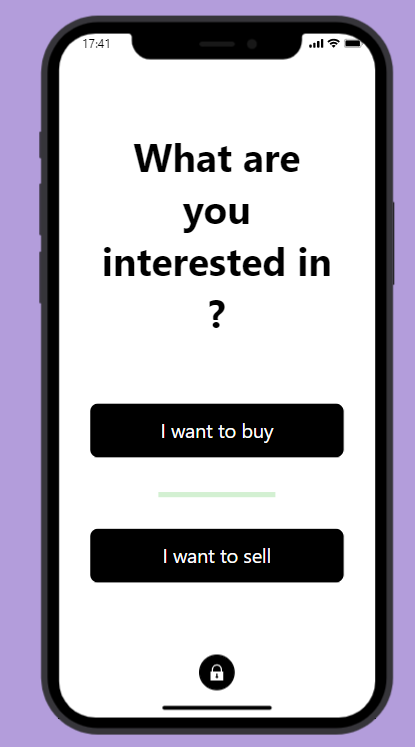 17:41
What are
you
interested in
?
I want to buy
I want to sell